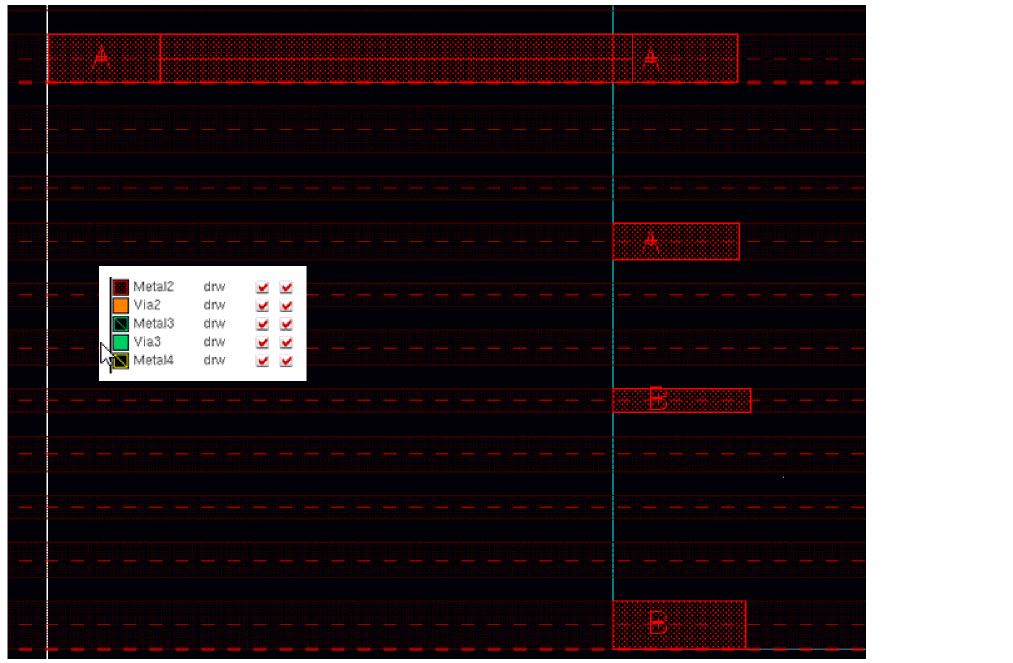 A A
A
Metal2 drw
Via2 drw
Metal3 drw
Via3 drw
Metal4 drw
B
B